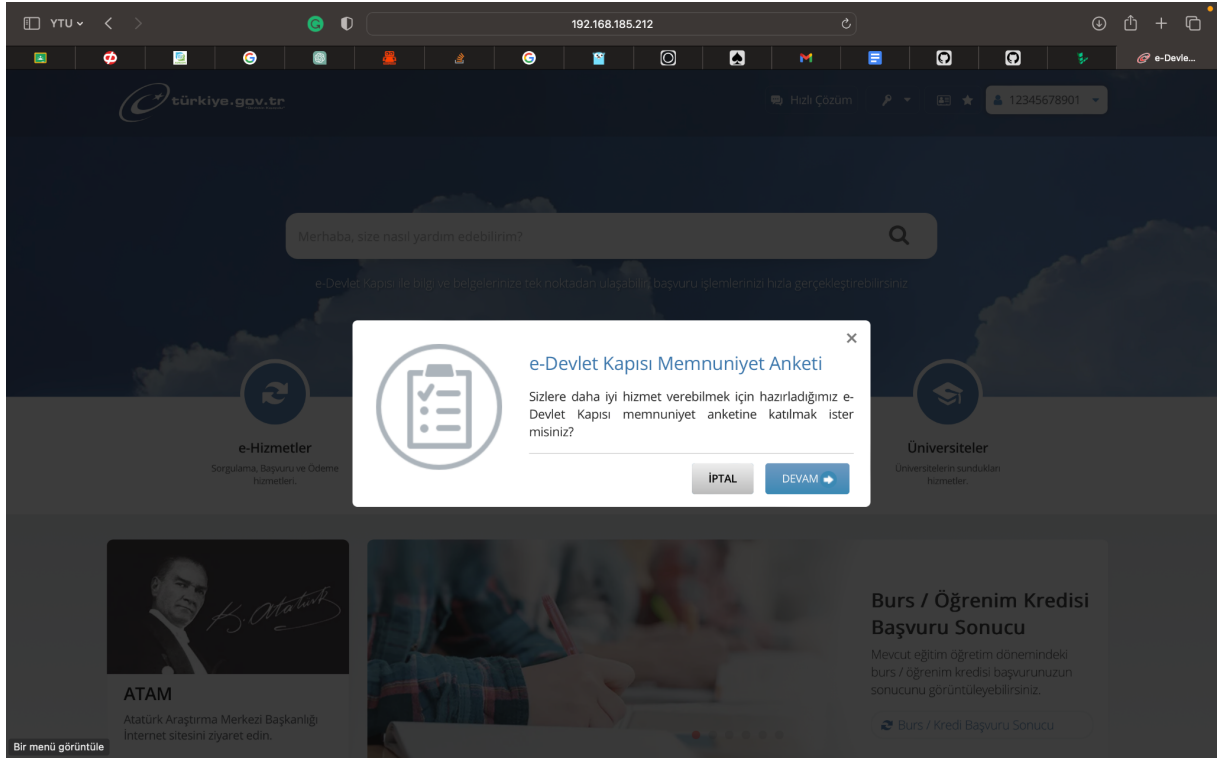 YTU
192.168.185.212
e-Devle...
türkiye.gov.tr
Hızlı Çözüm
12345678901
Merhaba, size nasıl yardım edebilirim?
e-Devlet Kapısı ile bilgi ve belgelerinize tek noktadan ulaşabilir, başvuru işlemlerinizi hızla gerçekleştirebilirsiniz
e-Devlet Kapısı Memnuniyet Anketi
Sizlere daha iyi hizmet verebilmek için hazırladığımız e-
Devlet Kapısı memnuniyet anketine katılmak ister
misiniz?
İPTAL
DEVAM
e-Hizmetler
Sorgulama, Başvuru ve Ödeme
hizmetleri.
Üniversiteler
Üniversitelerin sundukları
hizmetler.
K. Atatürk
ATAM
Atatürk Araştırma Merkezi Başkanlığı
İnternet sitesini ziyaret edin.
Burs / Öğrenim Kredisi
Başvuru Sonucu
Mevcut eğitim öğretim dönemindeki
burs / öğrenim kredisi başvurunuzun
sonucunu görüntüleyebilirsiniz.
Burs / Kredi Başvuru Sonucu
Bir menü görüntüle